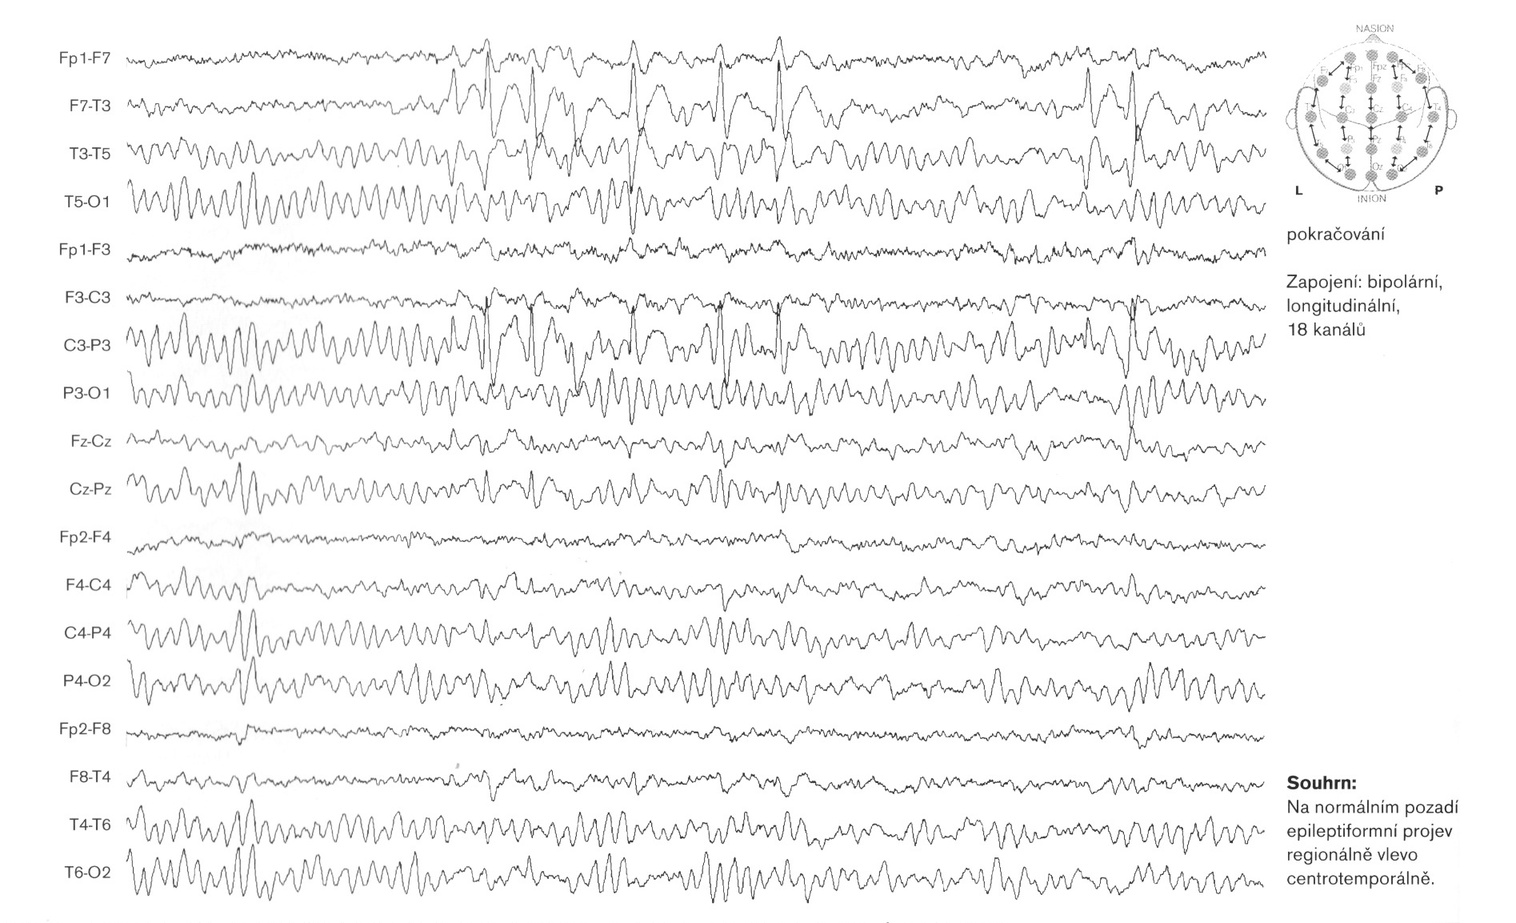 Fp1-F7
F7-T3
T3-T5
T5-O1
Fp1-F3
F3-C3
C3-P3
P3-O1
Fz-Cz
Cz-Pz
Fp2-F4
F4-C4
C4-P4
P4-O2
Fp2-F8
F8-T4
T4-T6
T6-O2
NASION
L
P
INION
pokračování
Zapojení: bipolární,
longitudinální,
18 kanálů
Souhrn:
Na normálním pozadí
epileptiformní projev
regionálně vlevo
centrotemporálně.